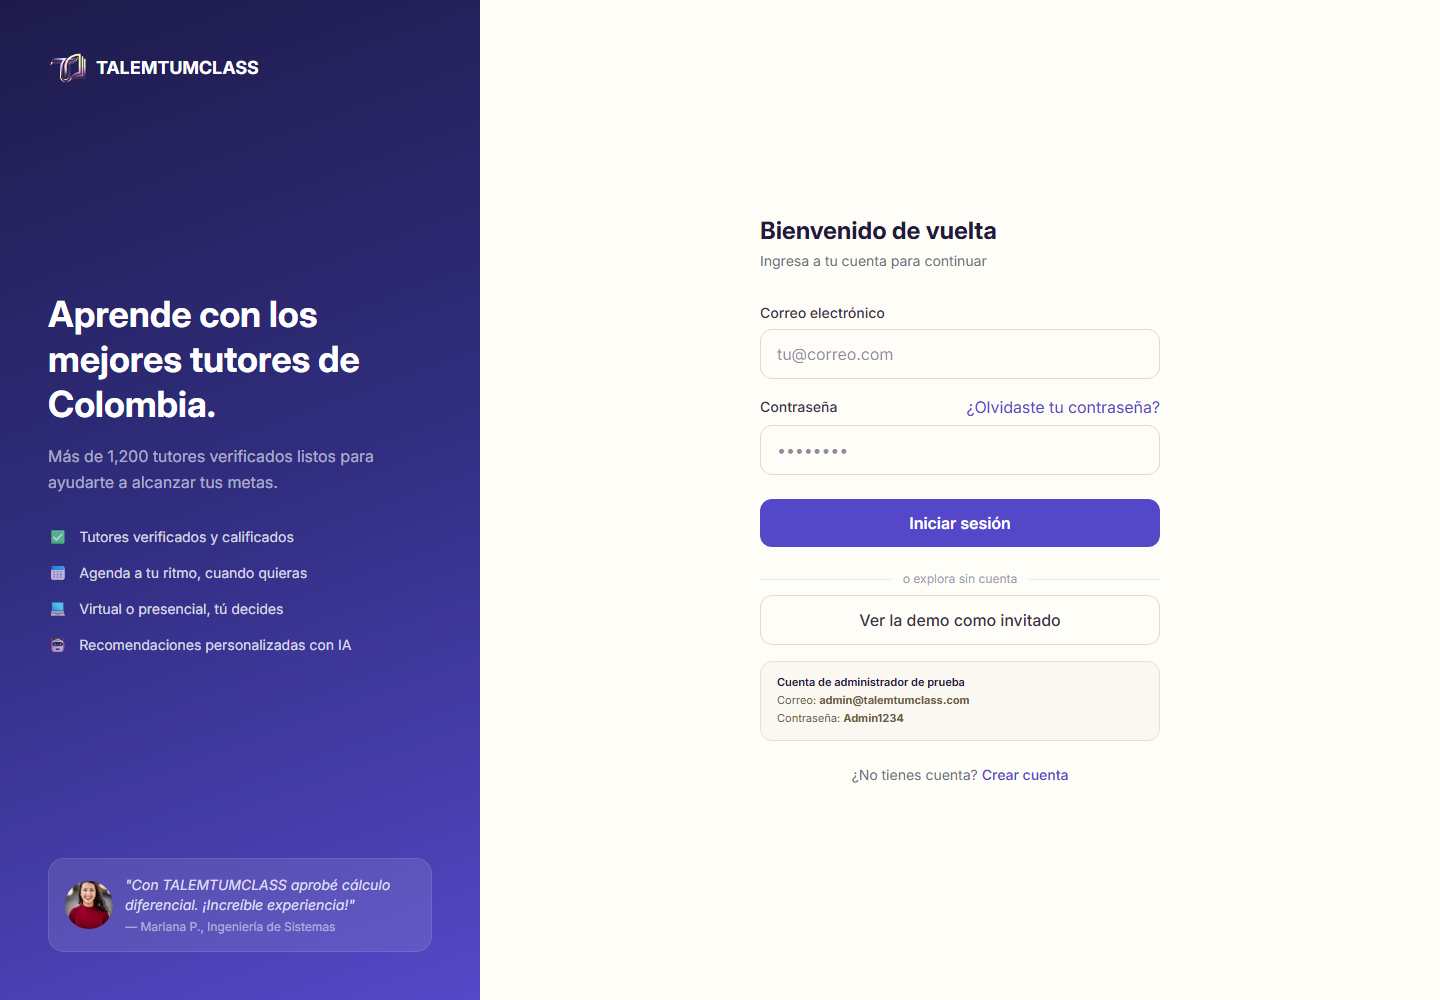 TALEMTUMCLASS
Aprende con los
mejores tutores de
Colombia.
Más de 1,200 tutores verificados listos para
ayudarte a alcanzar tus metas.
Tutores verificados y calificados
Agenda a tu ritmo, cuando quieras
Virtual o presencial, tú decides
Recomendaciones personalizadas con IA
"Con TALEMTUMCLASS aprobé cálculo
diferencial. ¡Increíble experiencia!"
— Mariana P., Ingeniería de Sistemas
Bienvenido de vuelta
Ingresa a tu cuenta para continuar
Correo electrónico
tu@correo.com
Contraseña ¿Olvidaste tu contraseña?
••••••••
Iniciar sesión
o explora sin cuenta
Ver la demo como invitado
Cuenta de administrador de prueba
Correo: admin@talemtumclass.com
Contraseña: Admin1234
¿No tienes cuenta? Crear cuenta